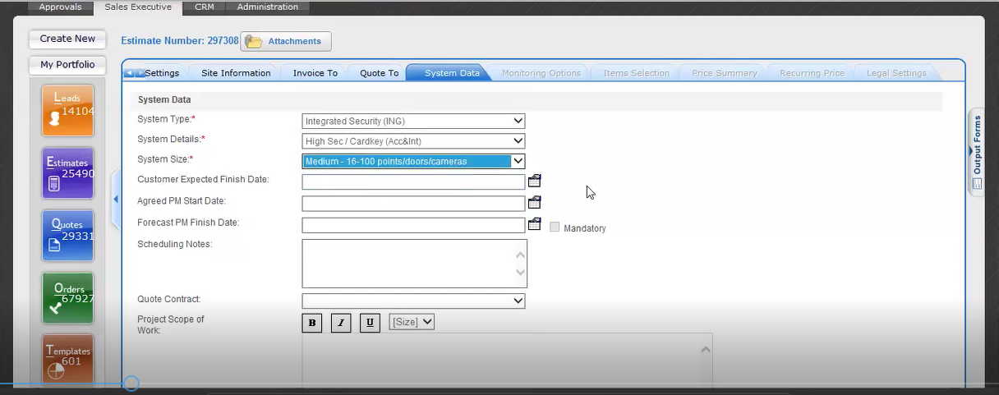 Approvals Sales Executive CRM Administration
Create New
Estimate Number: 297308 Attachments
My Portfolio
Settings Site Information Invoice To Quote To System Data Monitoring Options Items Selection Price Summary Recurring Price Legal Settings
Leads
14104
Estimates
25490
Quotes
29331
Orders
67927
Templates
601
System Data
System Type:* Integrated Security (ING)
System Details:* High Sec / Cardkey (Acc&Int)
System Size:* Medium - 16-100 points/doors/cameras
Customer Expected Finish Date:
Agreed PM Start Date:
Forecast PM Finish Date: Mandatory
Scheduling Notes:
Quote Contract:
Project Scope of
Work:
B I U [Size]
Output Forms